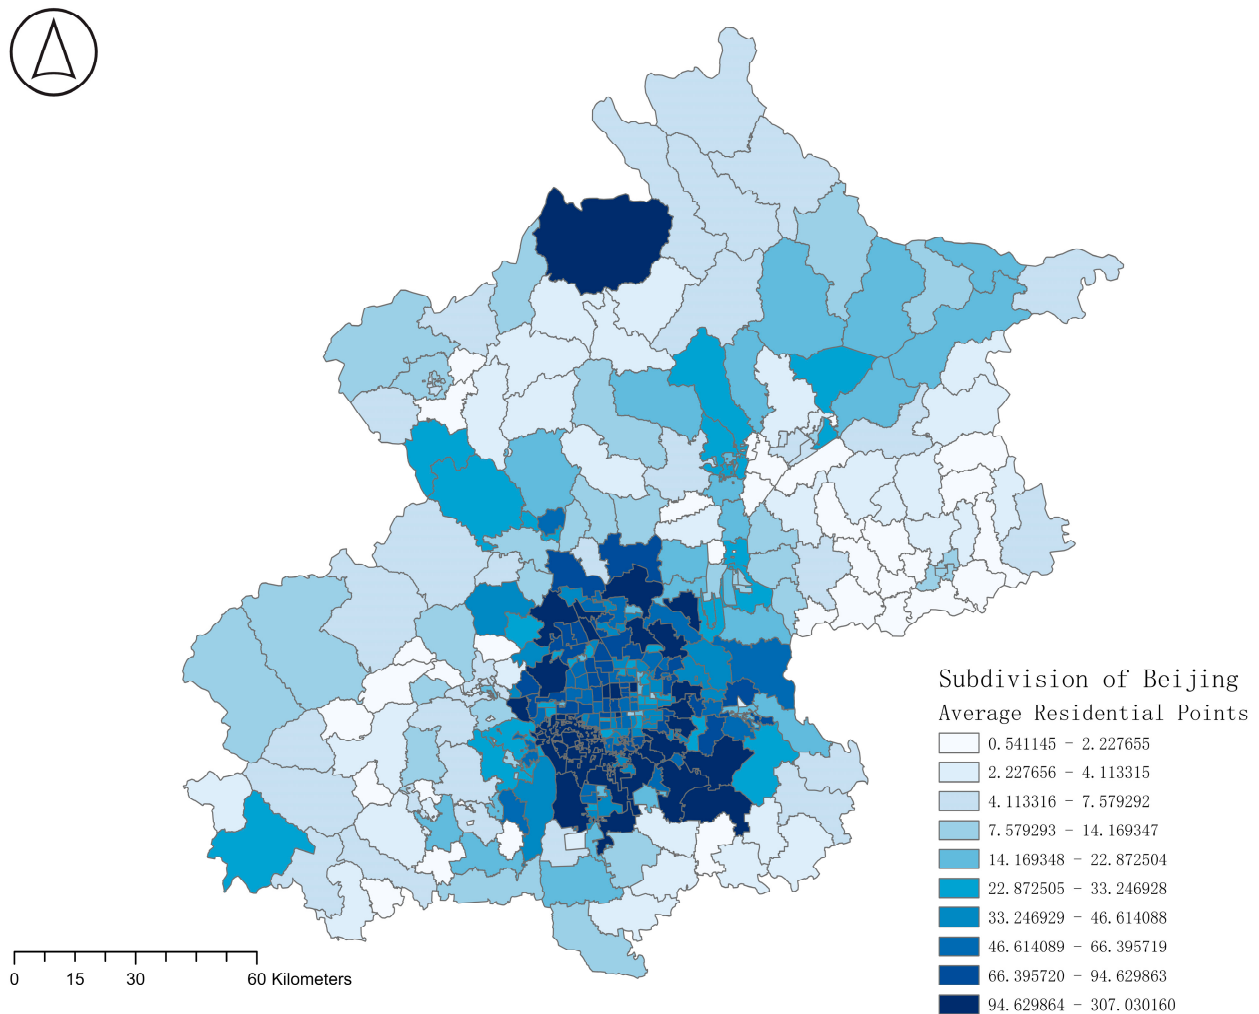 Subdivision of Beijing
Average Residential Points
0.541145 - 2.227655
2.227656 - 4.113315
4.113316 - 7.579292
7.579293 - 14.169347
14.169348 - 22.872504
22.872505 - 33.246928
33.246929 - 46.614088
46.614089 - 66.395719
66.395720 - 94.629863
94.629864 - 307.030160
0 15 30 60 Kilometers